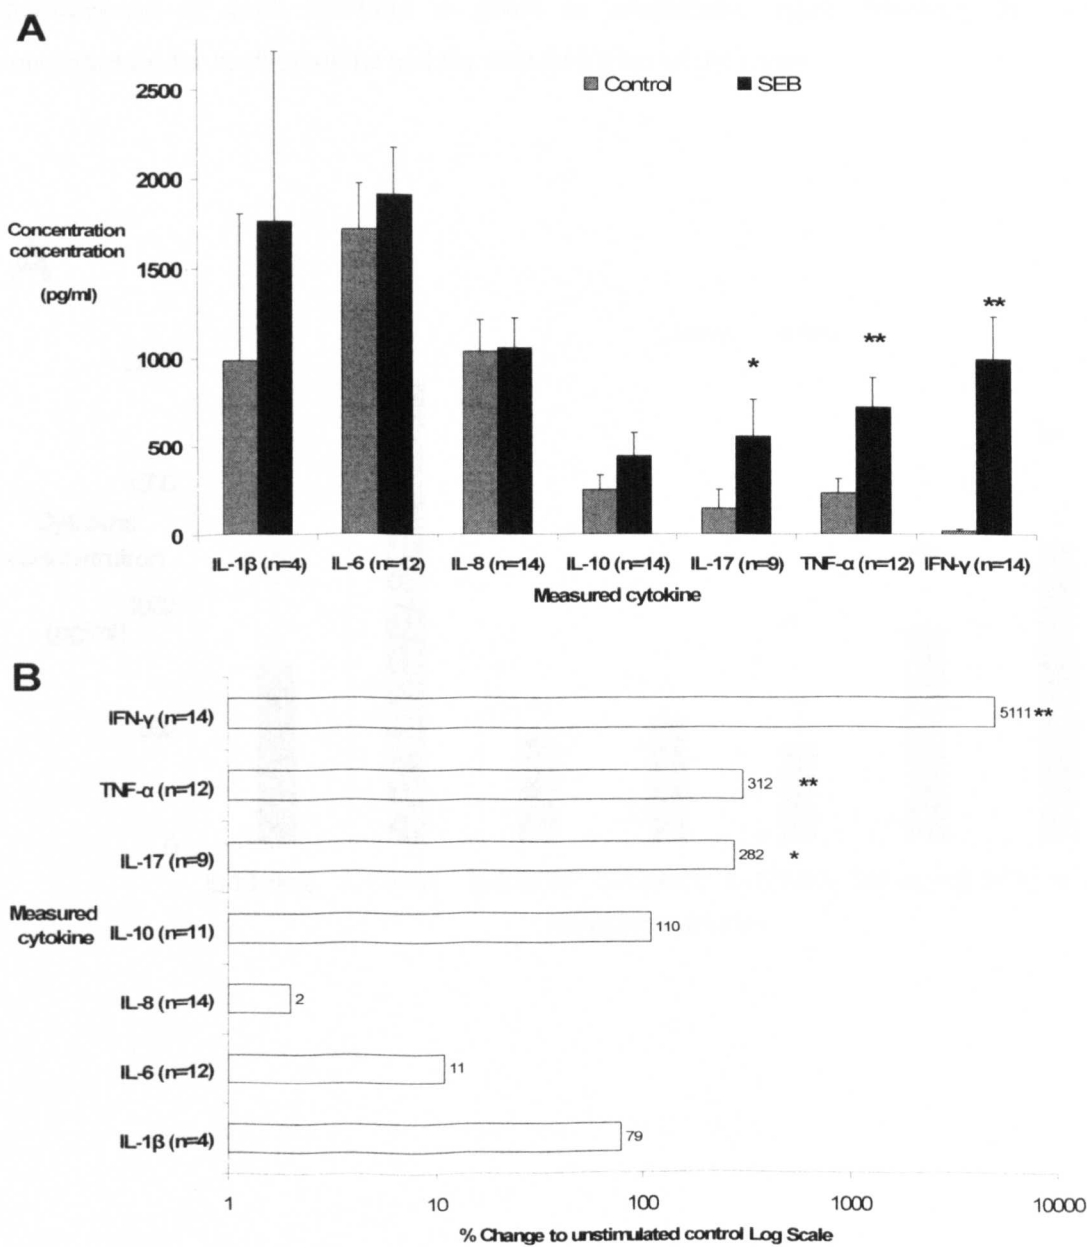 A
Control SEB
2500
2000
1500
1000
500
0
Concentration
concentration
(pg/ml)
*
**
**
IL-1β (n=4) IL-6 (n=12) IL-8 (n=14) IL-10 (n=14) IL-17 (n=9) TNF-α (n=12) IFN-γ (n=14)
Measured cytokine
B
IFN-γ (n=14) 5111**
TNF-α (n=12) 312 **
IL-17 (n=9) 282 *
Measured
cytokine
IL-10 (n=11) 110
IL-8 (n=14) 2
IL-6 (n=12) 11
IL-1β (n=4) 79
1 10 100 1000 10000
% Change to unstimulated control Log Scale